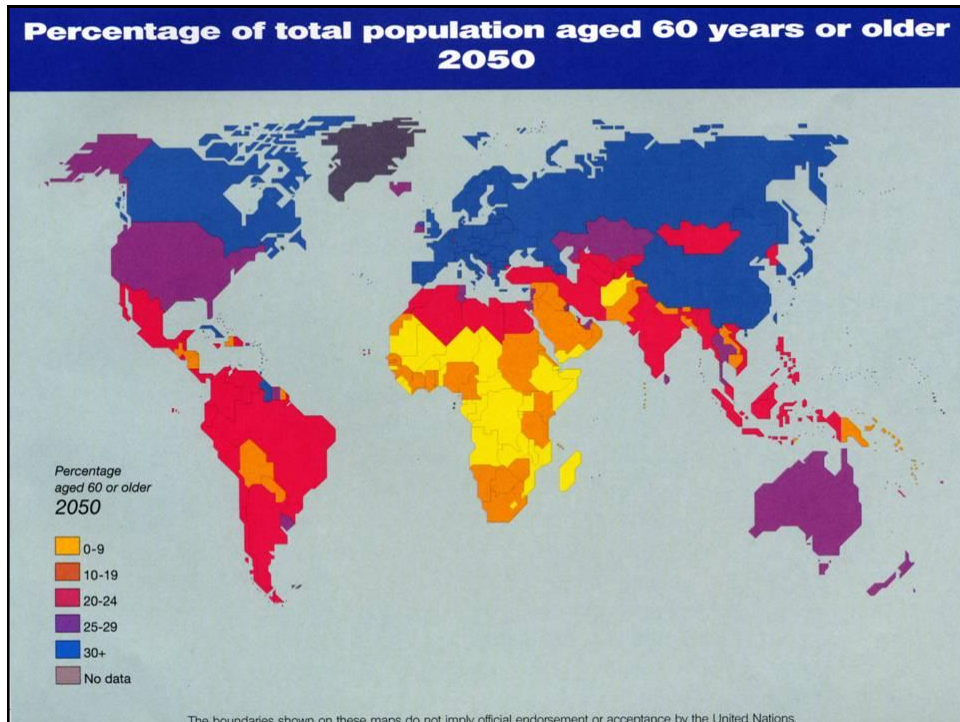 Percentage of total population aged 60 years or older
2050
Percentage
aged 60 or older
2050
0-9
10-19
20-24
25-29
30+
No data
The boundaries shown on these maps do not imply official endorsement or acceptance by the United Nations.